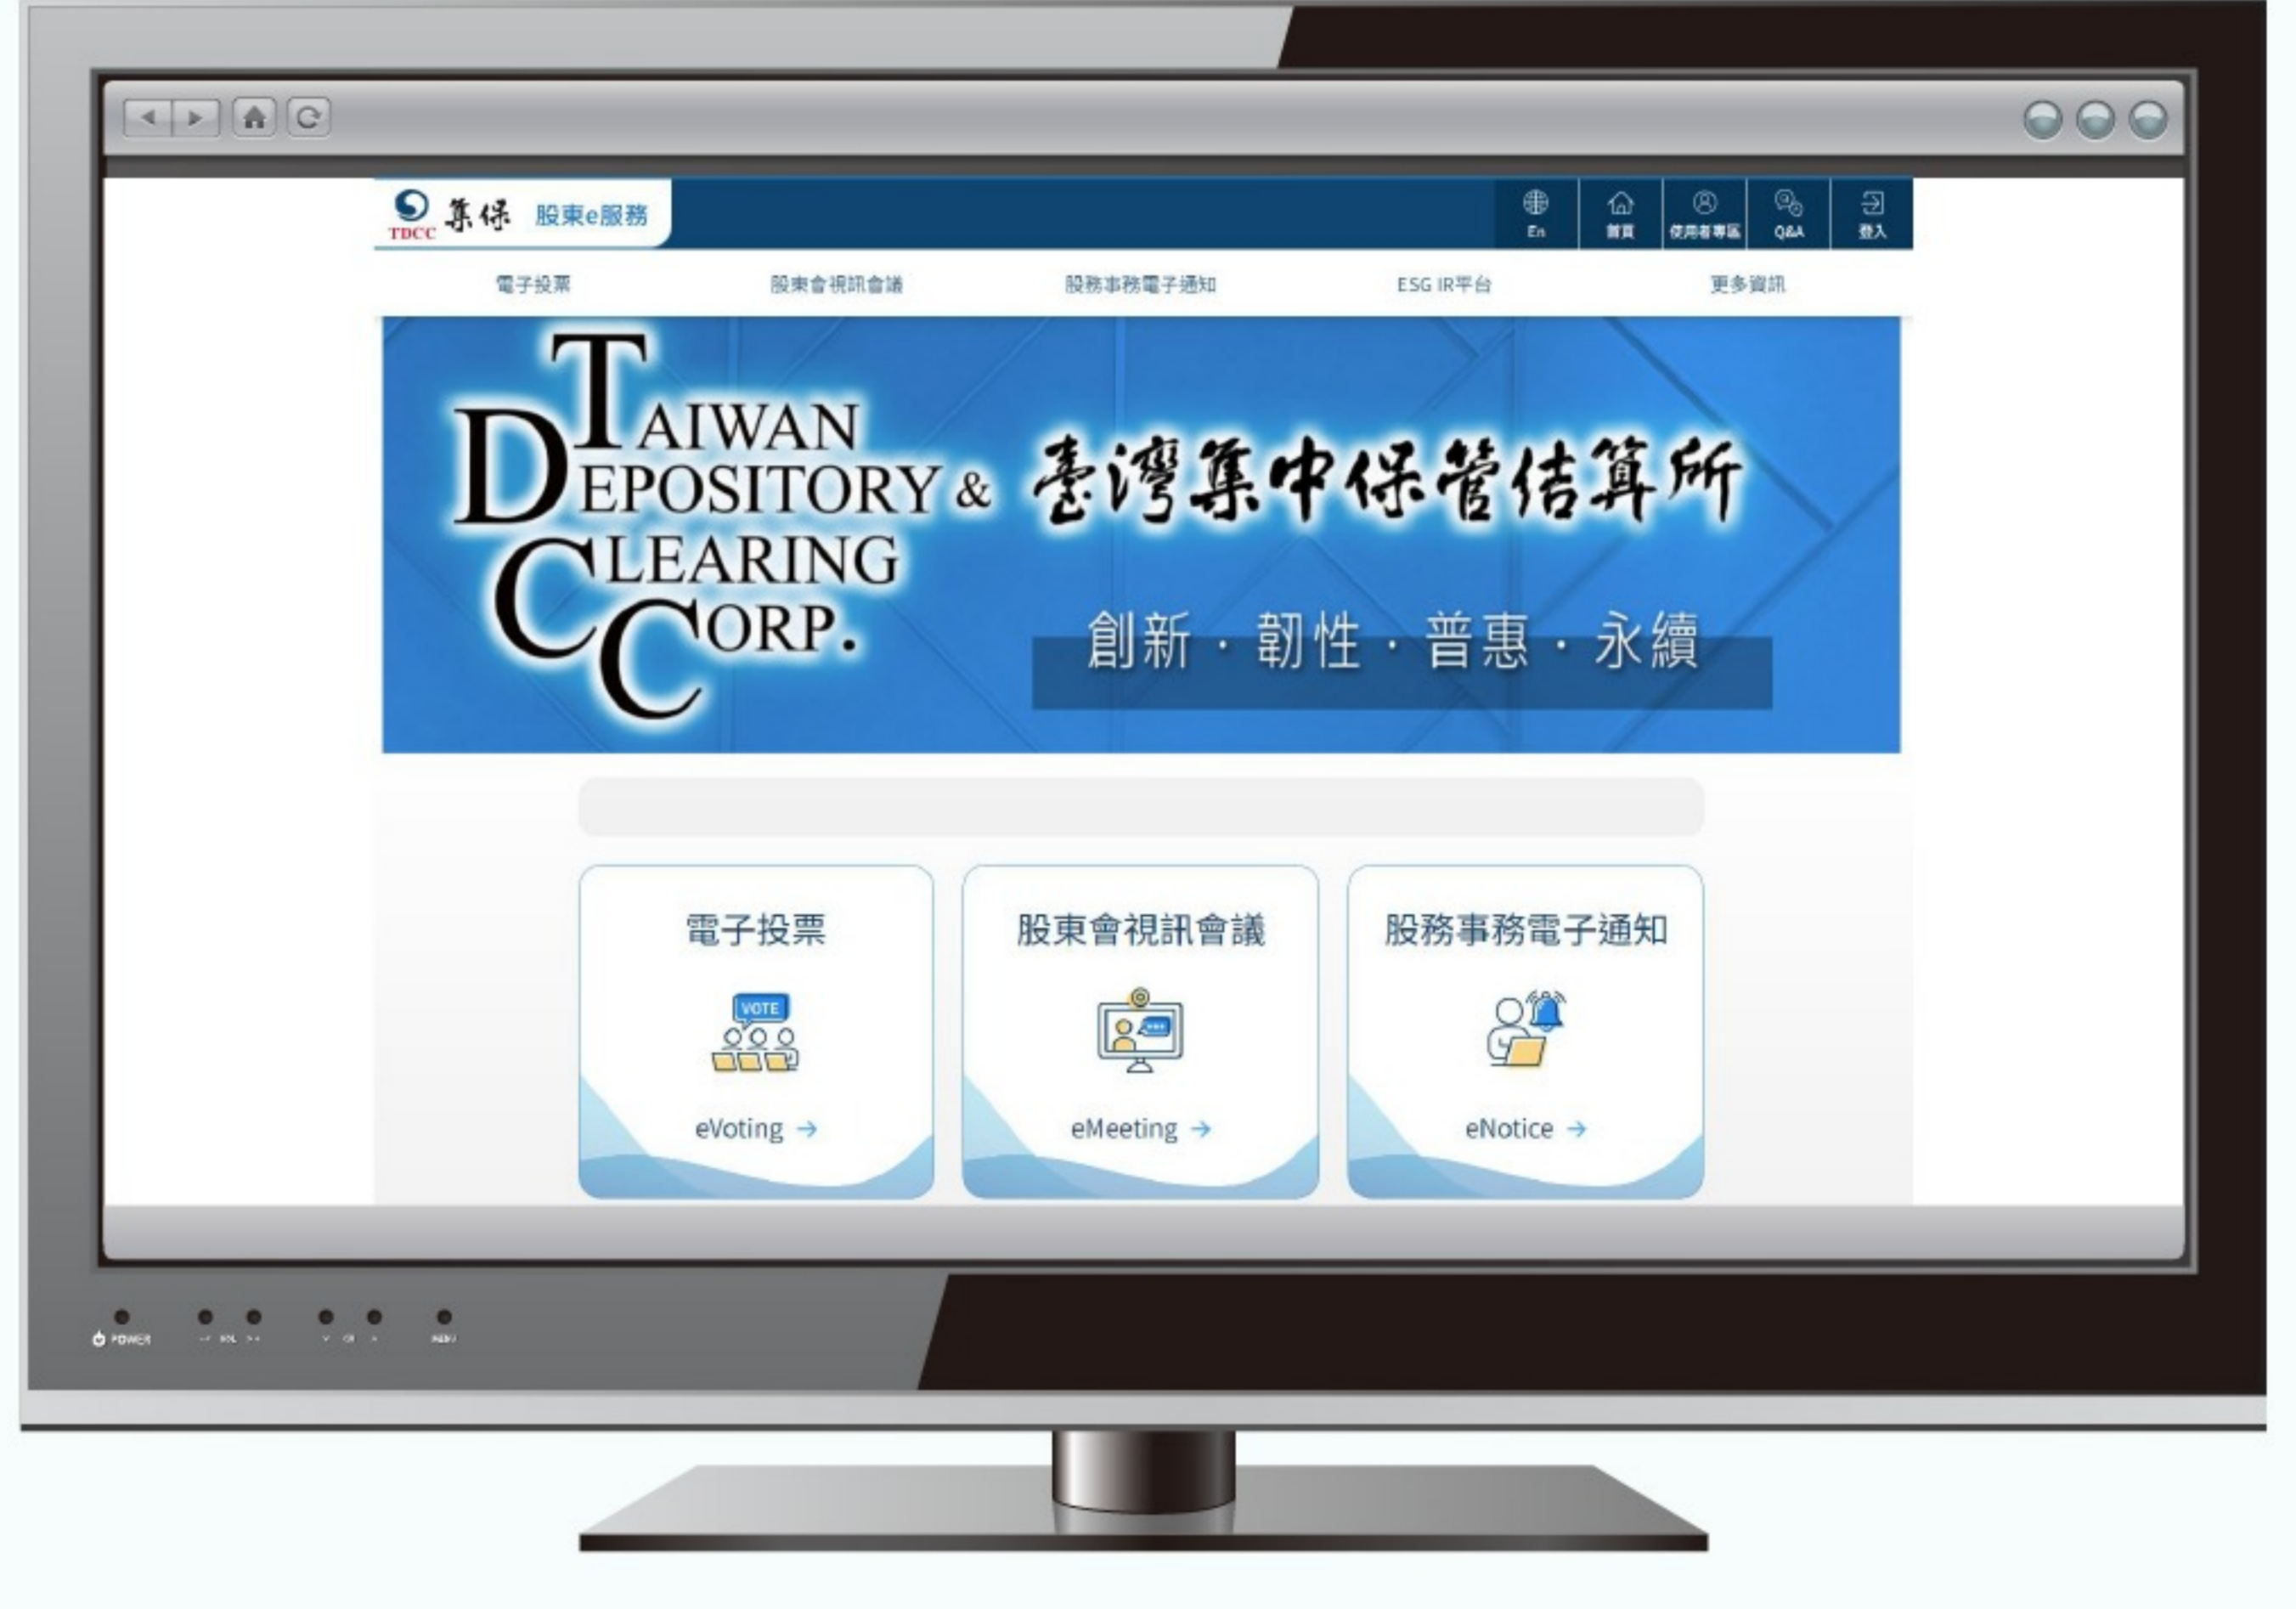 TDCC 集保 股東e服務
En 首頁 使用者專區 Q&A 登入
電子投票 股東會視訊會議 股務事務電子通知 ESG IR平台 更多資訊
TAIWAN
DEPOSITORY &
CLEARING
CORP.
臺灣集中保管结算所
創新．韌性．普惠．永續
電子投票 股東會視訊會議 股務事務電子通知
VOTE
eVoting → eMeeting → eNotice →
POWER